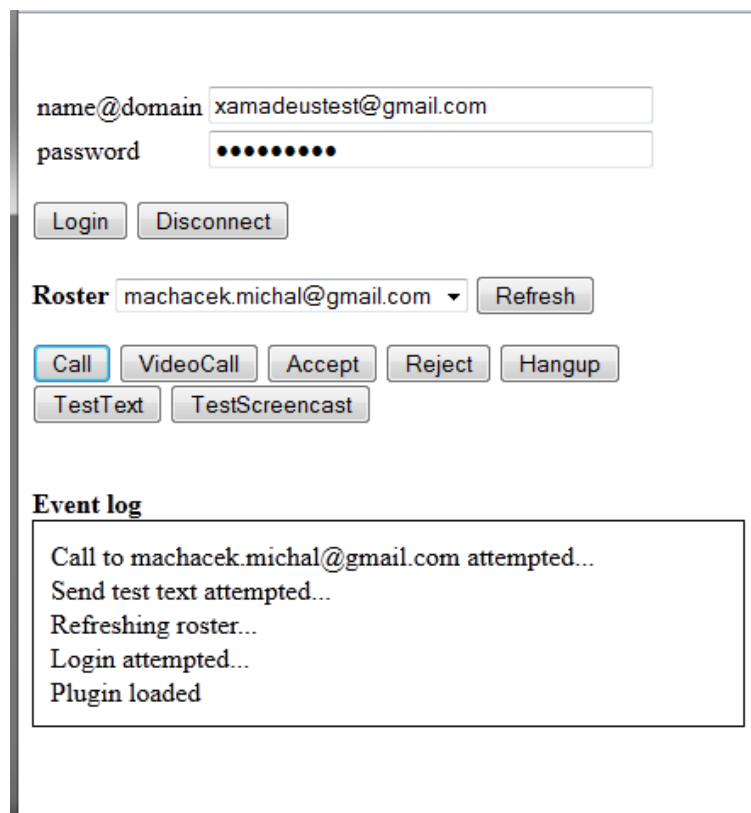 name@domain xamadeustest@gmail.com
password •••••••••
Login Disconnect
Roster machacek.michal@gmail.com Refresh
Call VideoCall Accept Reject Hangup
TestText TestScreencast
Event log
Call to machacek.michal@gmail.com attempted...
Send test text attempted...
Refreshing roster...
Login attempted...
Plugin loaded